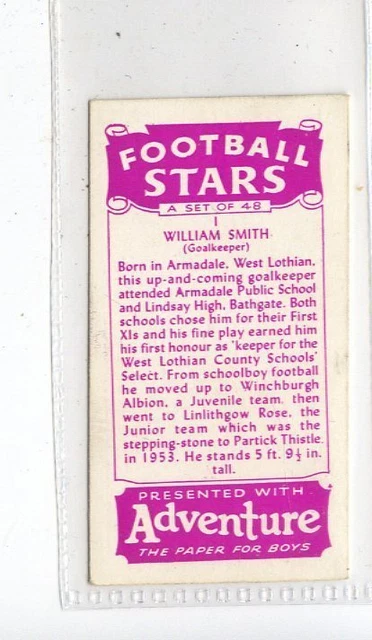 FOOTBALL
STARS
A SET OF 48
1
WILLIAM SMITH
(Goalkeeper)
Born in Armadale, West Lothian,
this up-and-coming goalkeeper
attended Armadale Public School
and Lindsay High, Bathgate. Both
schools chose him for their First
XIs and his fine play earned him
his first honour as 'keeper for the
West Lothian County Schools'
Select. From schoolboy football
he moved up to Winchburgh
Albion, a Juvenile team, then
went to Linlithgow Rose, the
Junior team which was the
stepping-stone to Partick Thistle
in 1953. He stands 5 ft. 9½ in.
tall.
PRESENTED WITH
Adventure
THE PAPER FOR BOYS